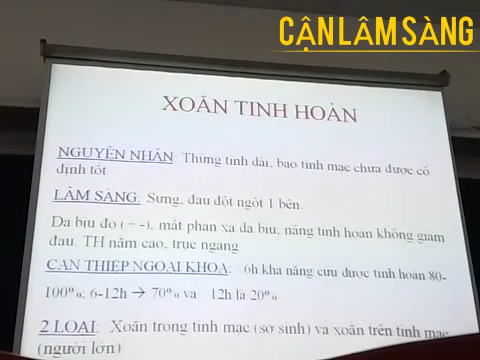 CẬN LÂM SÀNG
XOẮN TINH HOÀN
NGUYÊN NHÂN: Thừng tinh dài, bao tinh mạc chưa được cố
định tốt
LÂM SÀNG: Sưng, đau đột ngột 1 bên.
Da bìu đỏ (+ -), mất phản xạ da bìu, nâng tinh hoàn không giảm
đau. TH nằm cao, trục ngang
CAN THIỆP NGOẠI KHOA: 6h khả năng cứu được tinh hoàn 80-
100%; 6-12h → 70% và 12h là 20%
2 LOẠI: Xoắn trong tinh mạc (sơ sinh) và xoắn trên tinh mạc
(người lớn)